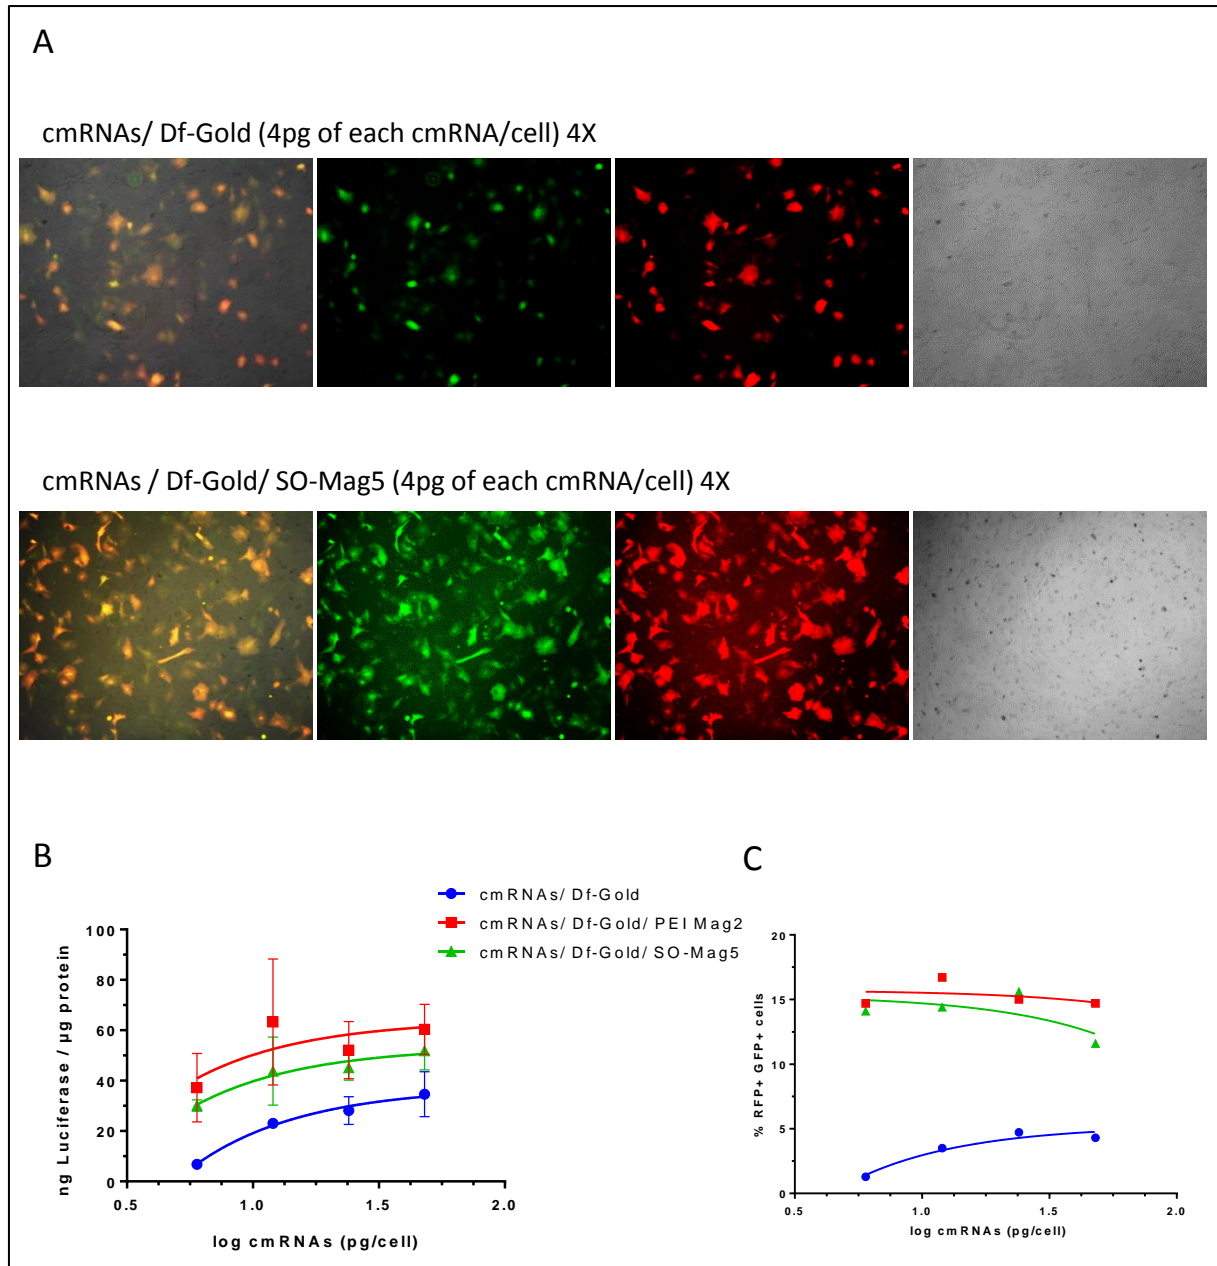 A
cmRNAs/ Df-Gold (4pg of each cmRNA/cell) 4X
cmRNAs / Df-Gold/ SO-Mag5 (4pg of each cmRNA/cell) 4X
B
cmRNAs/ Df-Gold
cmRNAs/ Df-Gold/ PEI Mag2
cmRNAs/ Df-Gold/ SO-Mag5
ng Luciferase / µg protein
100
80
60
40
20
0
0.5 1.0 1.5 2.0
log cmRNAs (pg/cell)
C
% RFP+ GFP+ cells
20
15
10
5
0
0.5 1.0 1.5 2.0
log cmRNAs (pg/cell)